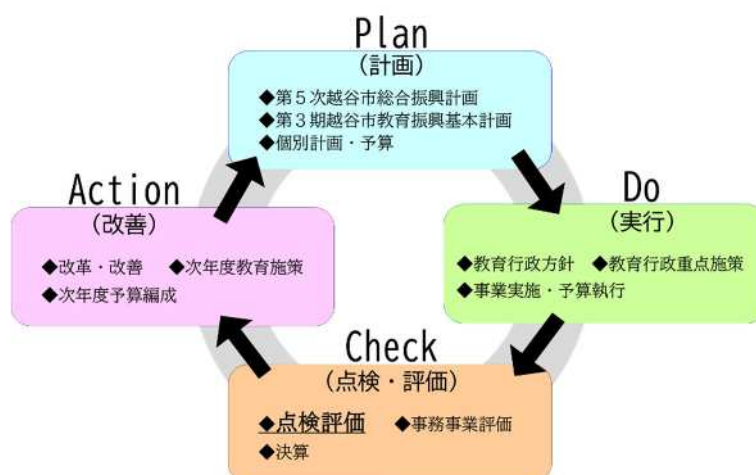 Plan
(計画)
◆第5次越谷市総合振興計画
◆第3期越谷市教育振興基本計画
◆個別計画・予算
Do
(実行)
◆教育行政方針 ◆教育行政重点施策
◆事業実施・予算執行
Check
(点検・評価)
◆点検評価 ◆事務事業評価
◆決算
Action
(改善)
◆改革・改善 ◆次年度教育施策
◆次年度予算編成